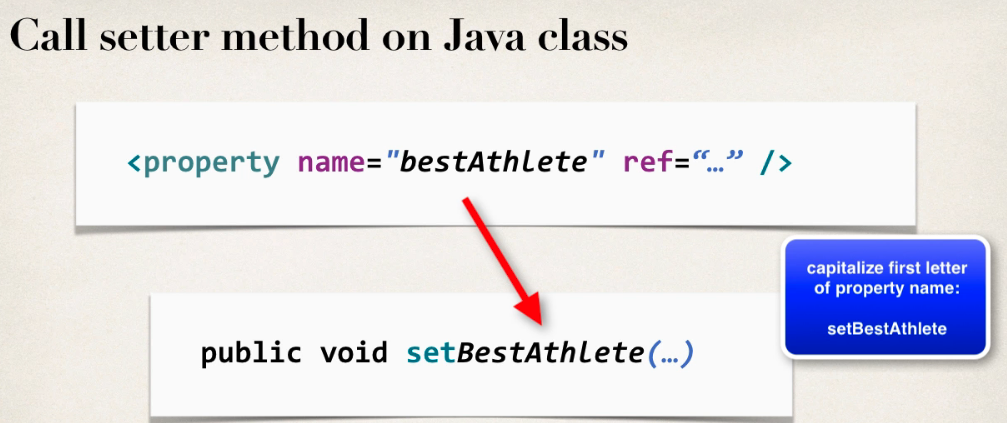 Call setter method on Java class
<property name="bestAthlete" ref=“…” />
capitalize first letter
of property name:
setBestAthlete
public void setBestAthlete(…)